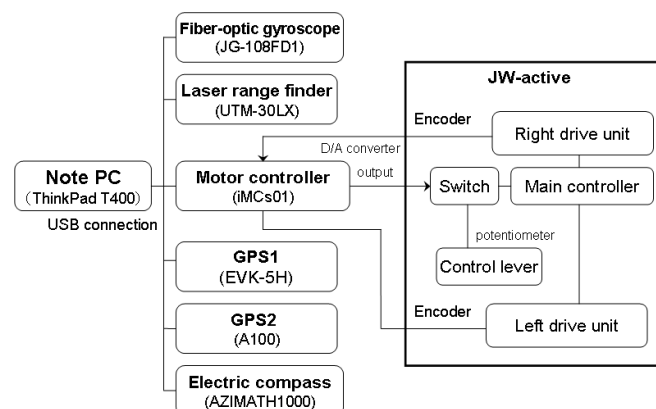 Fiber-optic gyroscope
(JG-108FD1)
Laser range finder
(UTM-30LX)
Note PC
(ThinkPad T400)
USB connection
Motor controller
(iMCs01)
GPS1
(EVK-5H)
GPS2
(A100)
Electric compass
(AZIMATH1000)
JW-active
Encoder
D/A converter
output
Right drive unit
Switch
Main controller
potentiometer
Control lever
Encoder
Left drive unit